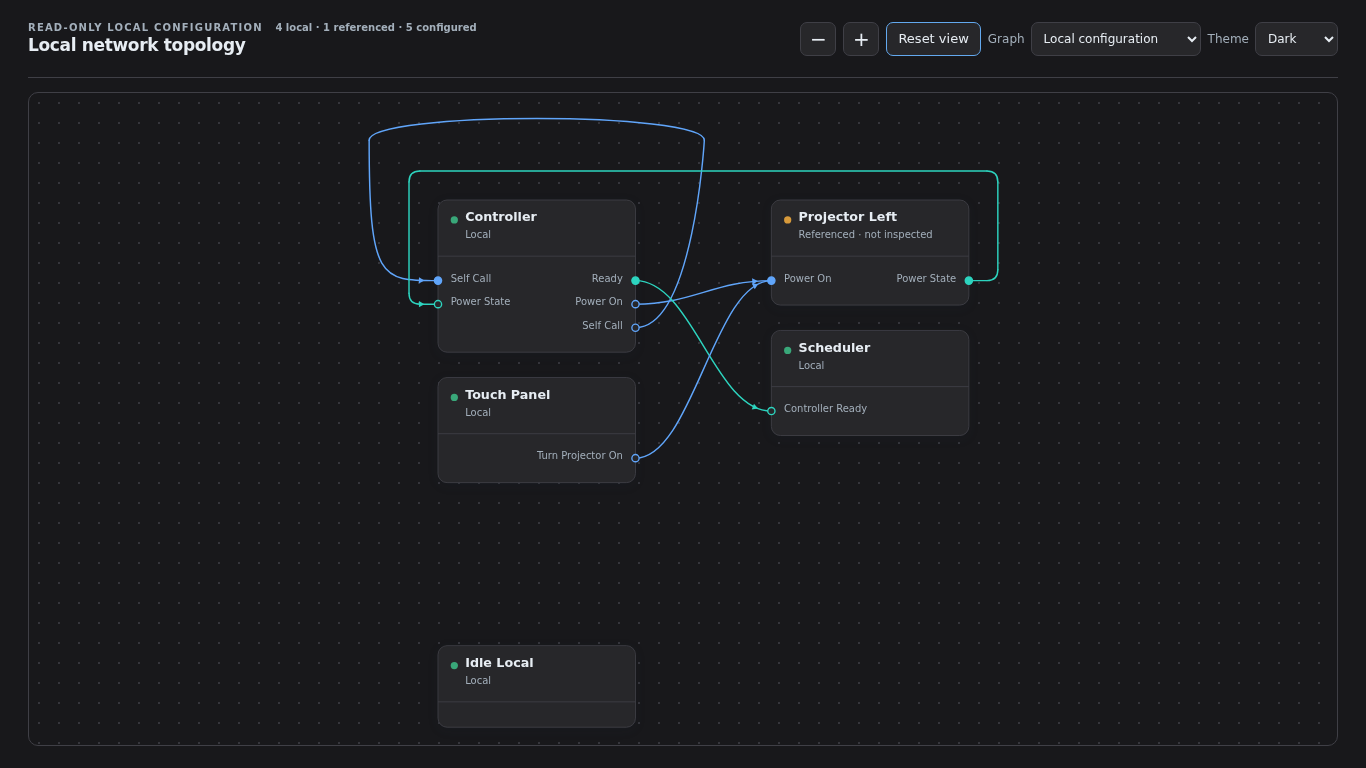 READ-ONLY LOCAL CONFIGURATION 4 local · 1 referenced · 5 configured
Local network topology
− + Reset view Graph Local configuration Theme Dark
Controller
Local
Self Call Ready
Power State Power On
Self Call
Projector Left
Referenced · not inspected
Power On Power State
Scheduler
Local
Controller Ready
Touch Panel
Local
Turn Projector On
Idle Local
Local